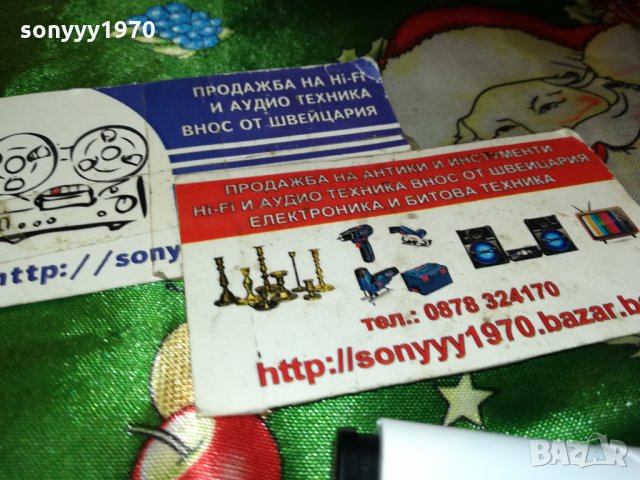 sonyyy1970
ПРОДАЖБА НА Hi-Fi
И АУДИО ТЕХНИКА
ВНОС ОТ ШВЕЙЦАРИЯ
http://sony
ПРОДАЖБА НА АНТИКИ И ИНСТРУМЕНТИ
Hi-Fi И АУДИО ТЕХНИКА ВНОС ОТ ШВЕЙЦАРИЯ
ЕЛЕКТРОНИКА И БИТОВА ТЕХНИКА
тел.: 0878 324170
http://sonyyy1970.bazar.b
BAZAR